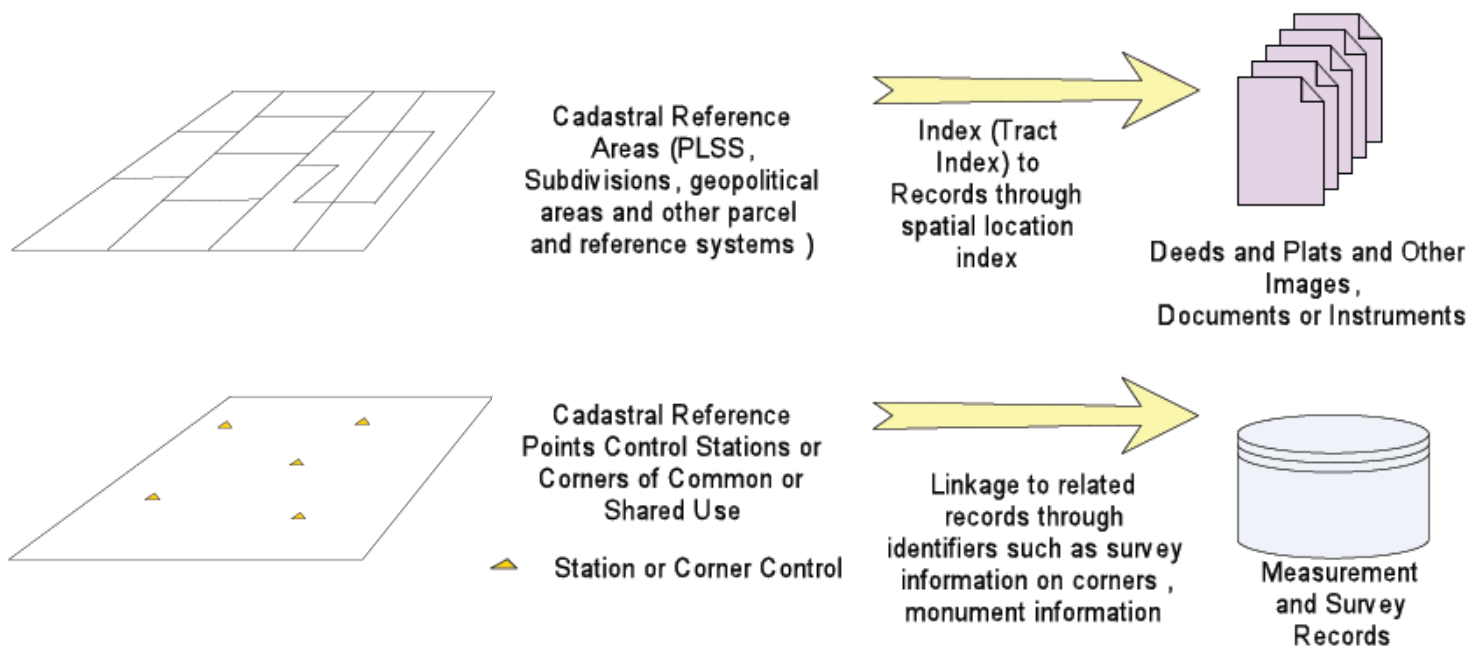 Cadastral Reference
Areas (PLSS,
Subdivisions, geopolitical
areas and other parcel
and reference systems )
Index (Tract
Index) to
Records through
spatial location
index
Deeds and Plats and Other
Images,
Documents or Instruments
Cadastral Reference
Points Control Stations or
Corners of Common or
Shared Use
Station or Corner Control
Linkage to related
records through
identifiers such as survey
information on corners ,
monument information
Measurement
and Survey
Records